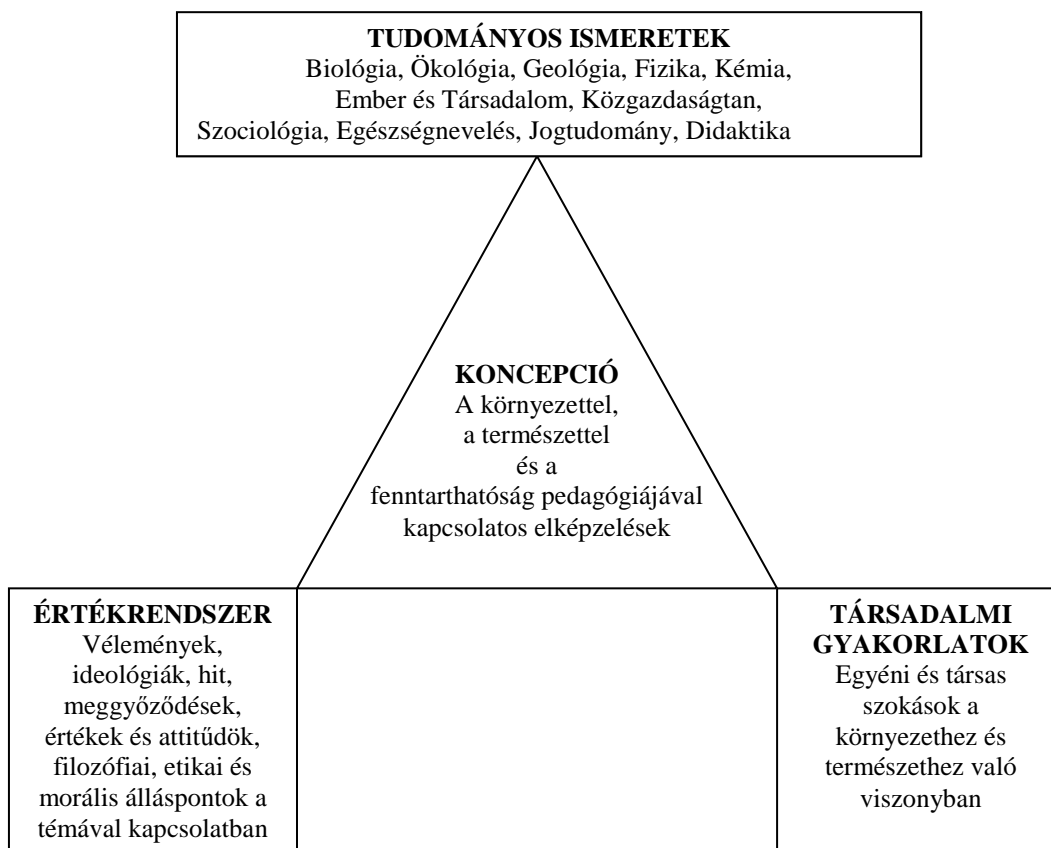 TUDOMÁNYOS ISMERETEK
Biológia, Ökológia, Geológia, Fizika, Kémia,
Ember és Társadalom, Közgazdaságtan,
Szociológia, Egészségnevelés, Jogtudomány, Didaktika
KONCEPCIÓ
A környezettel,
a természettel
és a
fenntarthatóság pedagógiájával
kapcsolatos elképzelések
ÉRTÉKRENDSZER
Vélemények,
ideológiák, hit,
meggyőződések,
értékek és attitűdök,
filozófiai, etikai és
morális álláspontok a
témával kapcsolatban
TÁRSADALMI
GYAKORLATOK
Egyéni és társas
szokások a
környezethez és
természethez való
viszonyban